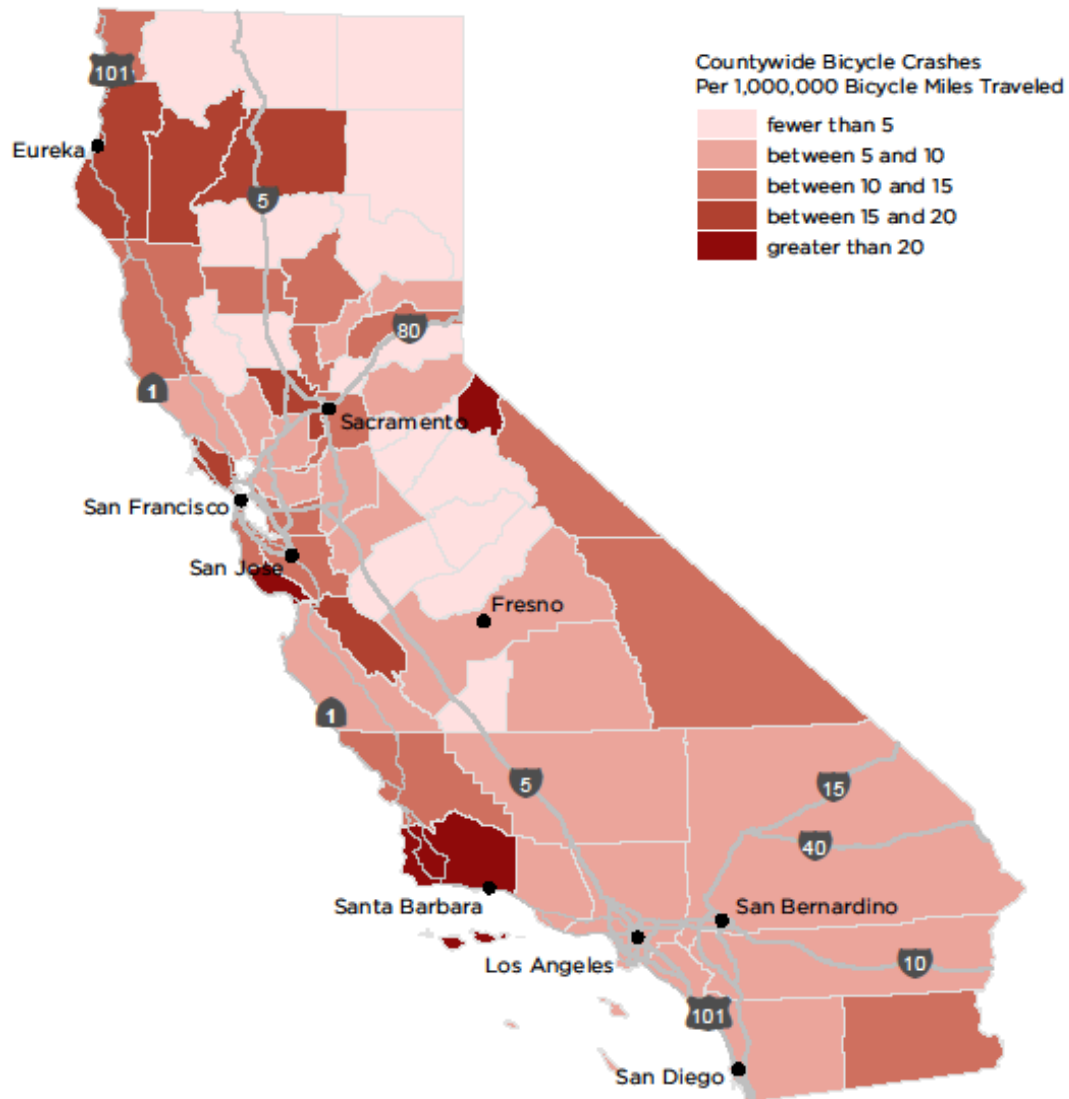 Countywide Bicycle Crashes
Per 1,000,000 Bicycle Miles Traveled
fewer than 5
between 5 and 10
between 10 and 15
between 15 and 20
greater than 20
101
Eureka
5
80
1
Sacramento
San Francisco
San Jose
Fresno
1
5
15
40
Santa Barbara
San Bernardino
Los Angeles
10
101
San Diego